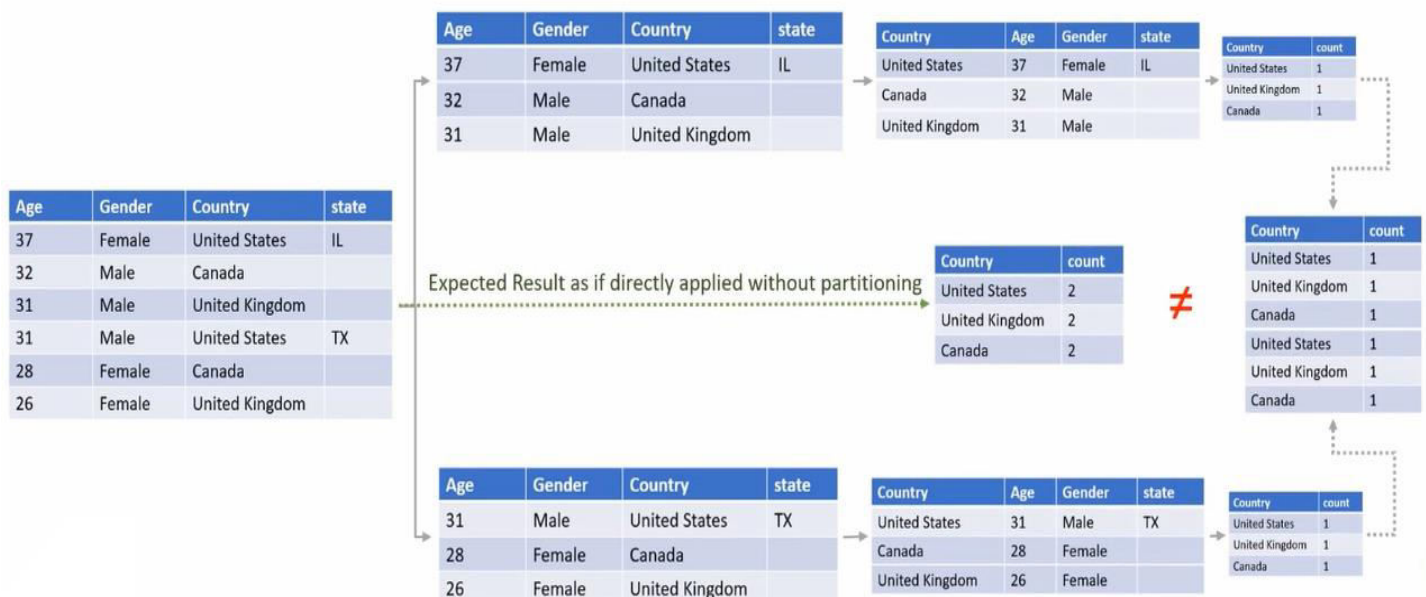 Age Gender Country state
37 Female United States IL
32 Male Canada
31 Male United Kingdom
31 Male United States TX
28 Female Canada
26 Female United Kingdom
Age Gender Country state
37 Female United States IL
32 Male Canada
31 Male United Kingdom
Country Age Gender state
United States 37 Female IL
Canada 32 Male
United Kingdom 31 Male
Country count
United States 1
United Kingdom 1
Canada 1
Expected Result as if directly applied without partitioning
Country count
United States 2
United Kingdom 2
Canada 2
≠
Country count
United States 1
United Kingdom 1
Canada 1
United States 1
United Kingdom 1
Canada 1
Age Gender Country state
31 Male United States TX
28 Female Canada
26 Female United Kingdom
Country Age Gender state
United States 31 Male TX
Canada 28 Female
United Kingdom 26 Female
Country count
United States 1
United Kingdom 1
Canada 1